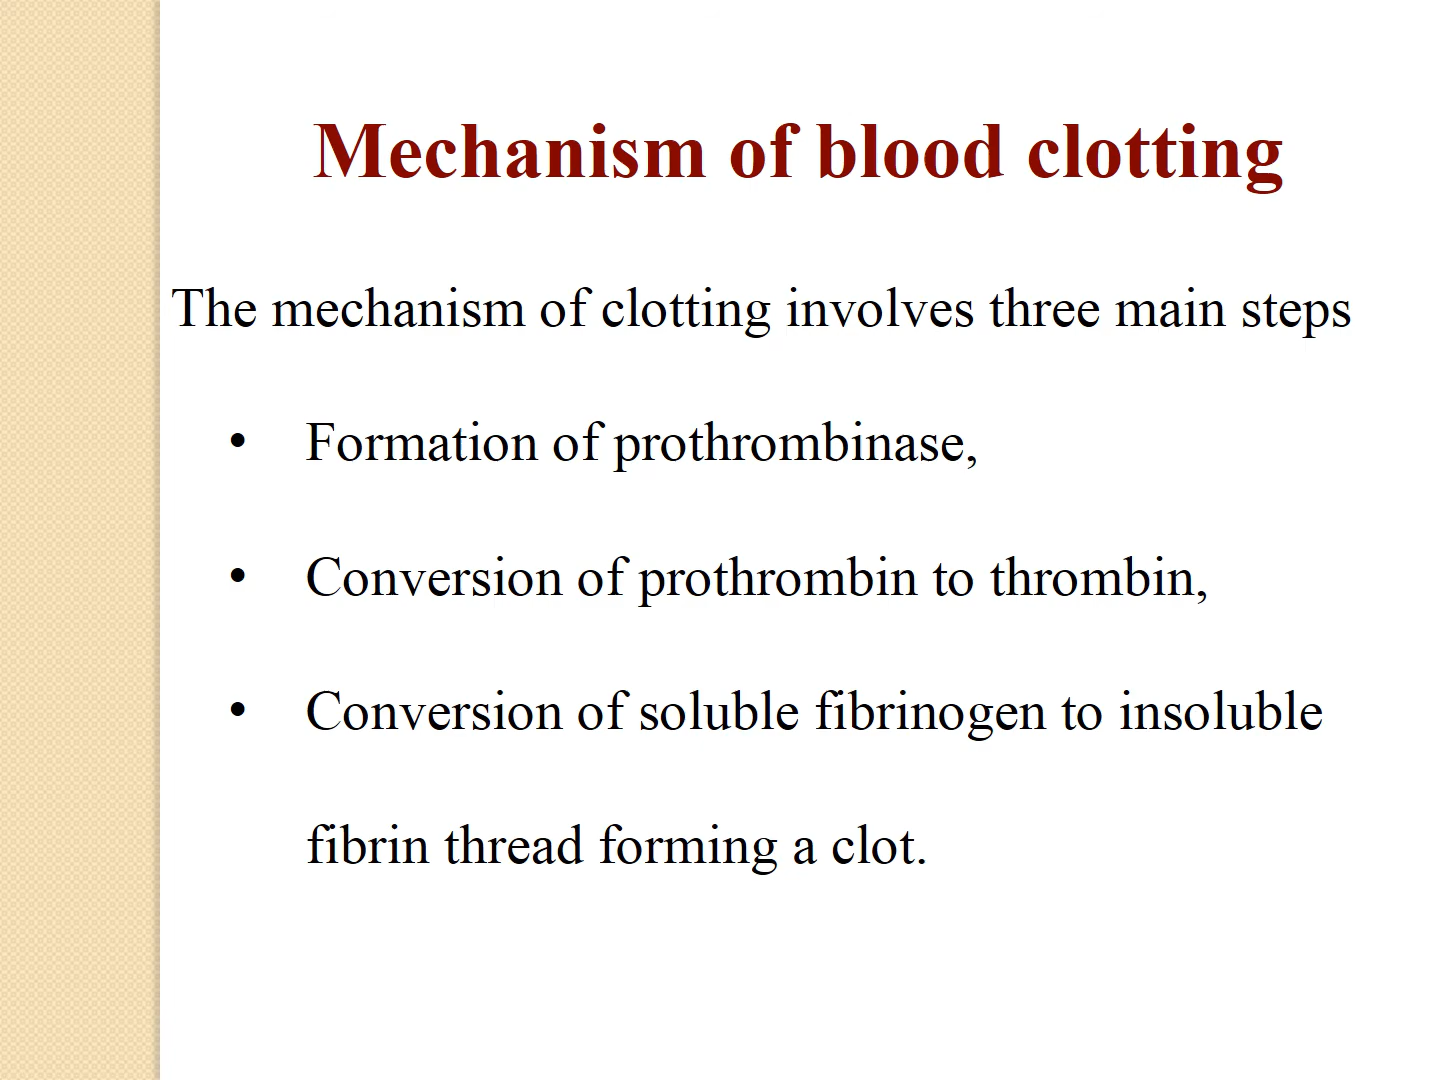 Mechanism of blood clotting
The mechanism of clotting involves three main steps
• Formation of prothrombinase,
• Conversion of prothrombin to thrombin,
• Conversion of soluble fibrinogen to insoluble
fibrin thread forming a clot.